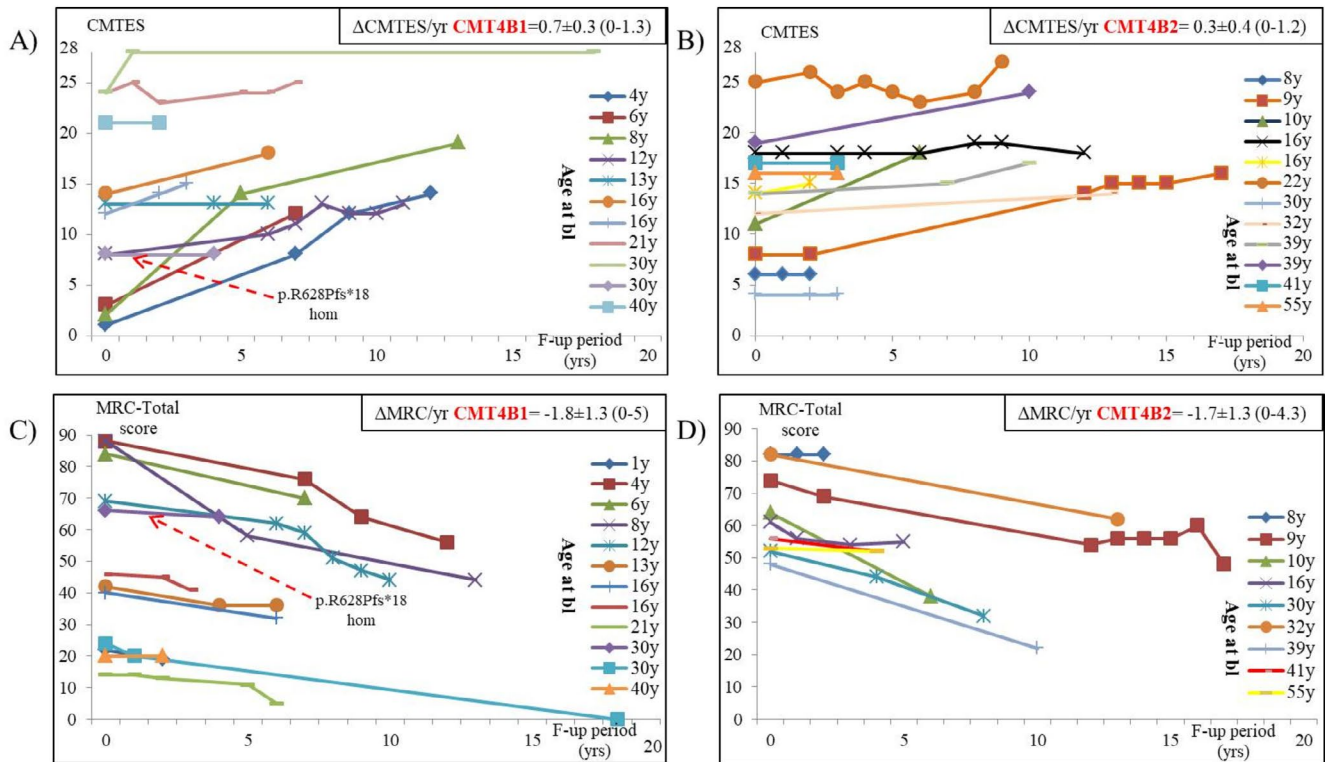 A)
CMTES
ΔCMTES/yr CMT4B1=0.7±0.3 (0-1.3)
28
25
20
15
10
5
0
0
5
10
15
20
F-up period
(yrs)
p.R628Pfs*18
hom
Age at bl
4y
6y
8y
12y
13y
16y
16y
21y
30y
30y
40y
B)
CMTES
ΔCMTES/yr CMT4B2= 0.3±0.4 (0-1.2)
28
25
20
15
10
5
0
0
5
10
15
20
F-up period
(yrs)
Age at bl
8y
9y
10y
16y
16y
22y
30y
32y
39y
39y
41y
55y
C)
MRC-Total
score
ΔMRC/yr CMT4B1= -1.8±1.3 (0-5)
90
80
70
60
50
40
30
20
10
0
0
5
10
15
20
F-up period
(yrs)
p.R628Pfs*18
hom
Age at bl
1y
4y
6y
8y
12y
13y
16y
16y
21y
30y
30y
40y
D)
MRC-Total
score
ΔMRC/yr CMT4B2= -1.7±1.3 (0-4.3)
90
80
70
60
50
40
30
20
10
0
0
5
10
15
20
F-up period
(yrs)
Age at bl
8y
9y
10y
16y
30y
32y
39y
41y
55y